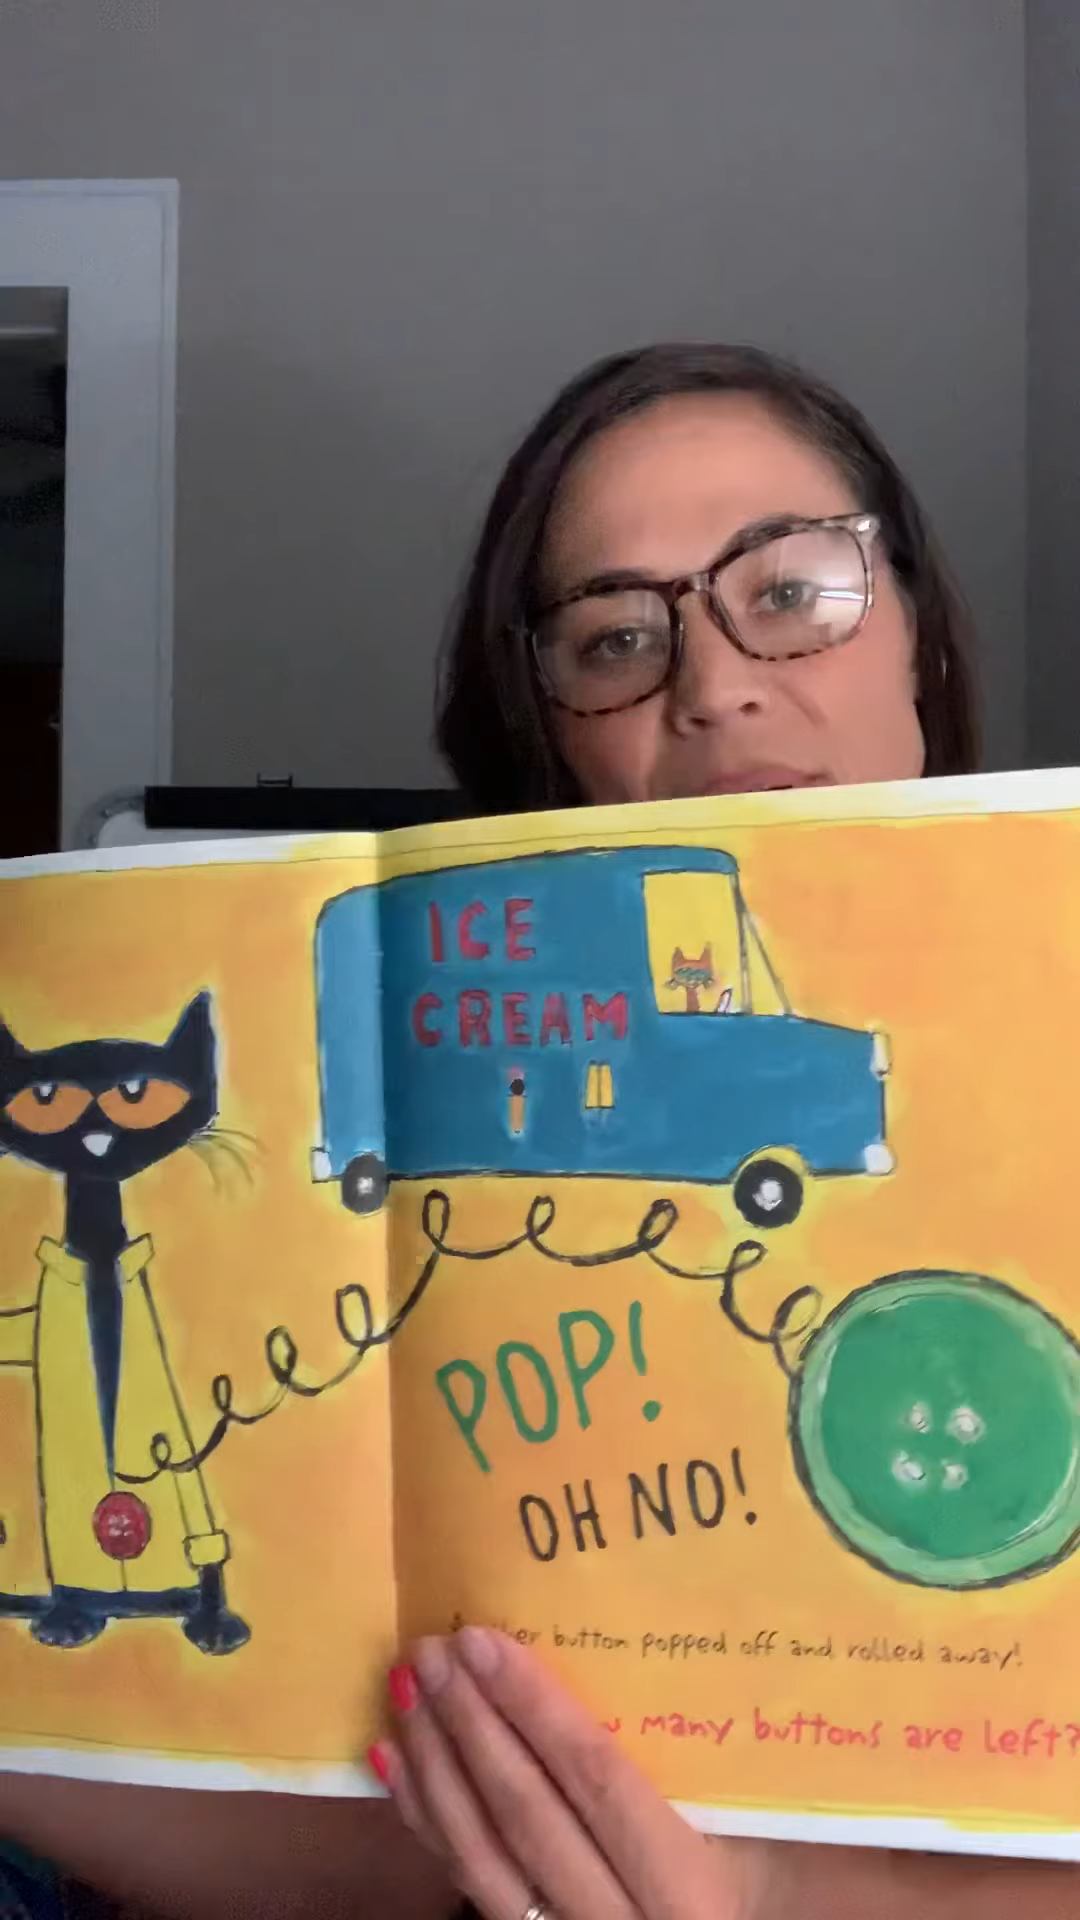 ICE
CREAM
POP!
OH NO!
button popped off and rolled away!
many buttons are left?